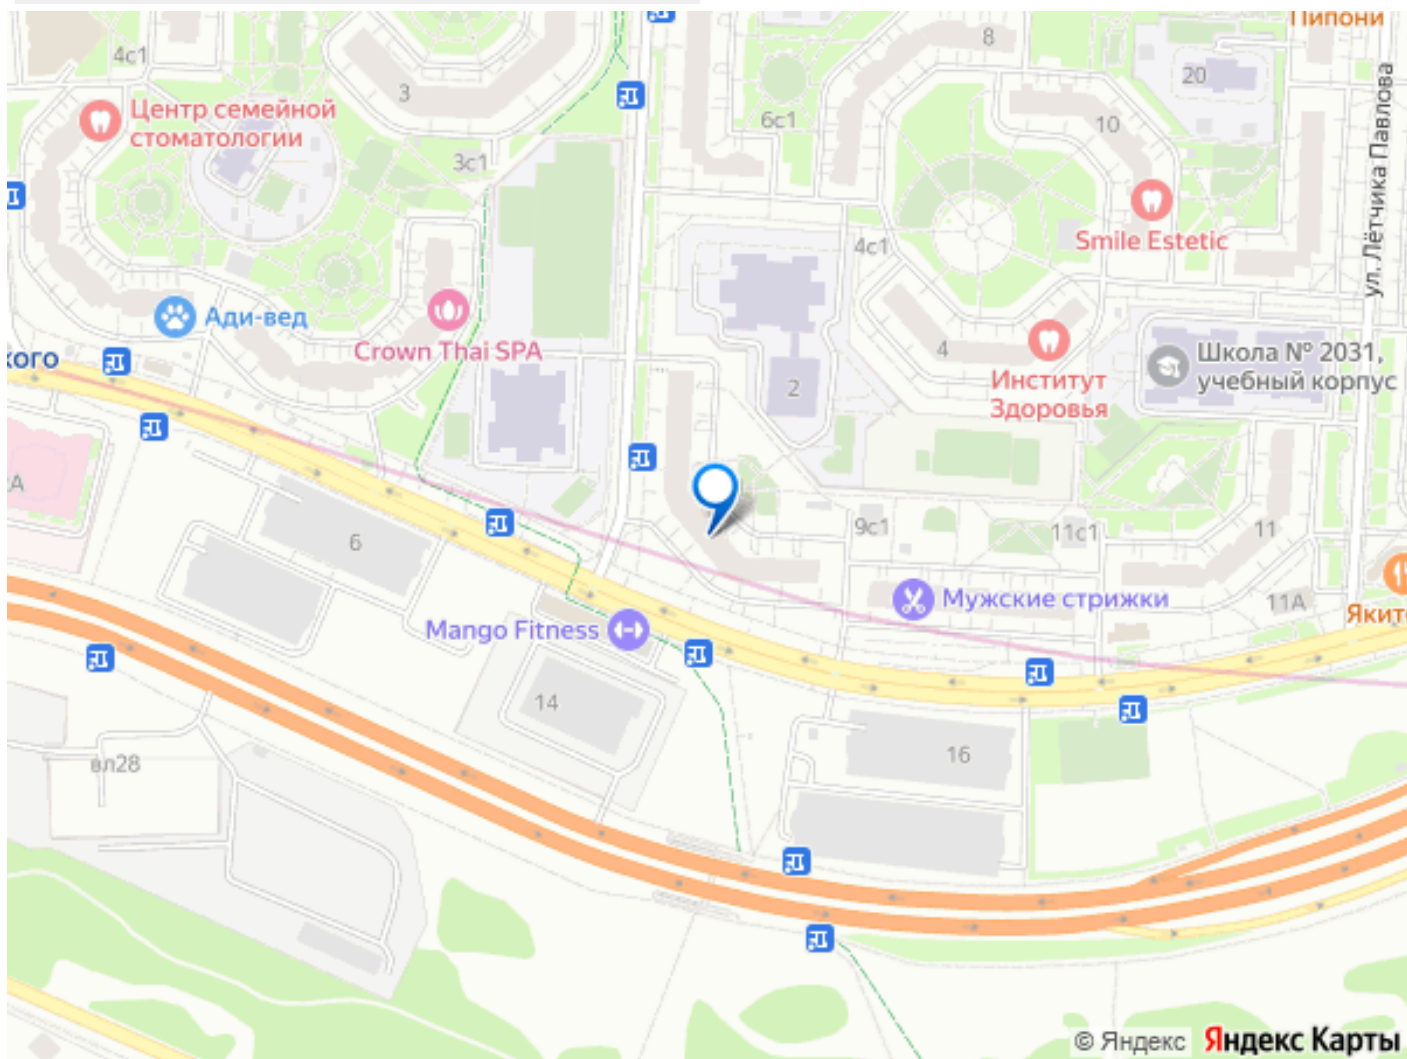 Пипони
4с1
8
3
20
Центр семейной
стоматологии
6с1
10
ул. Лётчика Павлова
3с1
Smile Estetic
4с1
Ади-вед
кого
Crown Thai SPA
4
Институт
Здоровья
Школа № 2031,
учебный корпус
2
А
6
9с1
11с1
11
Мужские стрижки
11А
Якит
Mango Fitness
14
16
вл28
© Яндекс Яндекс Карты